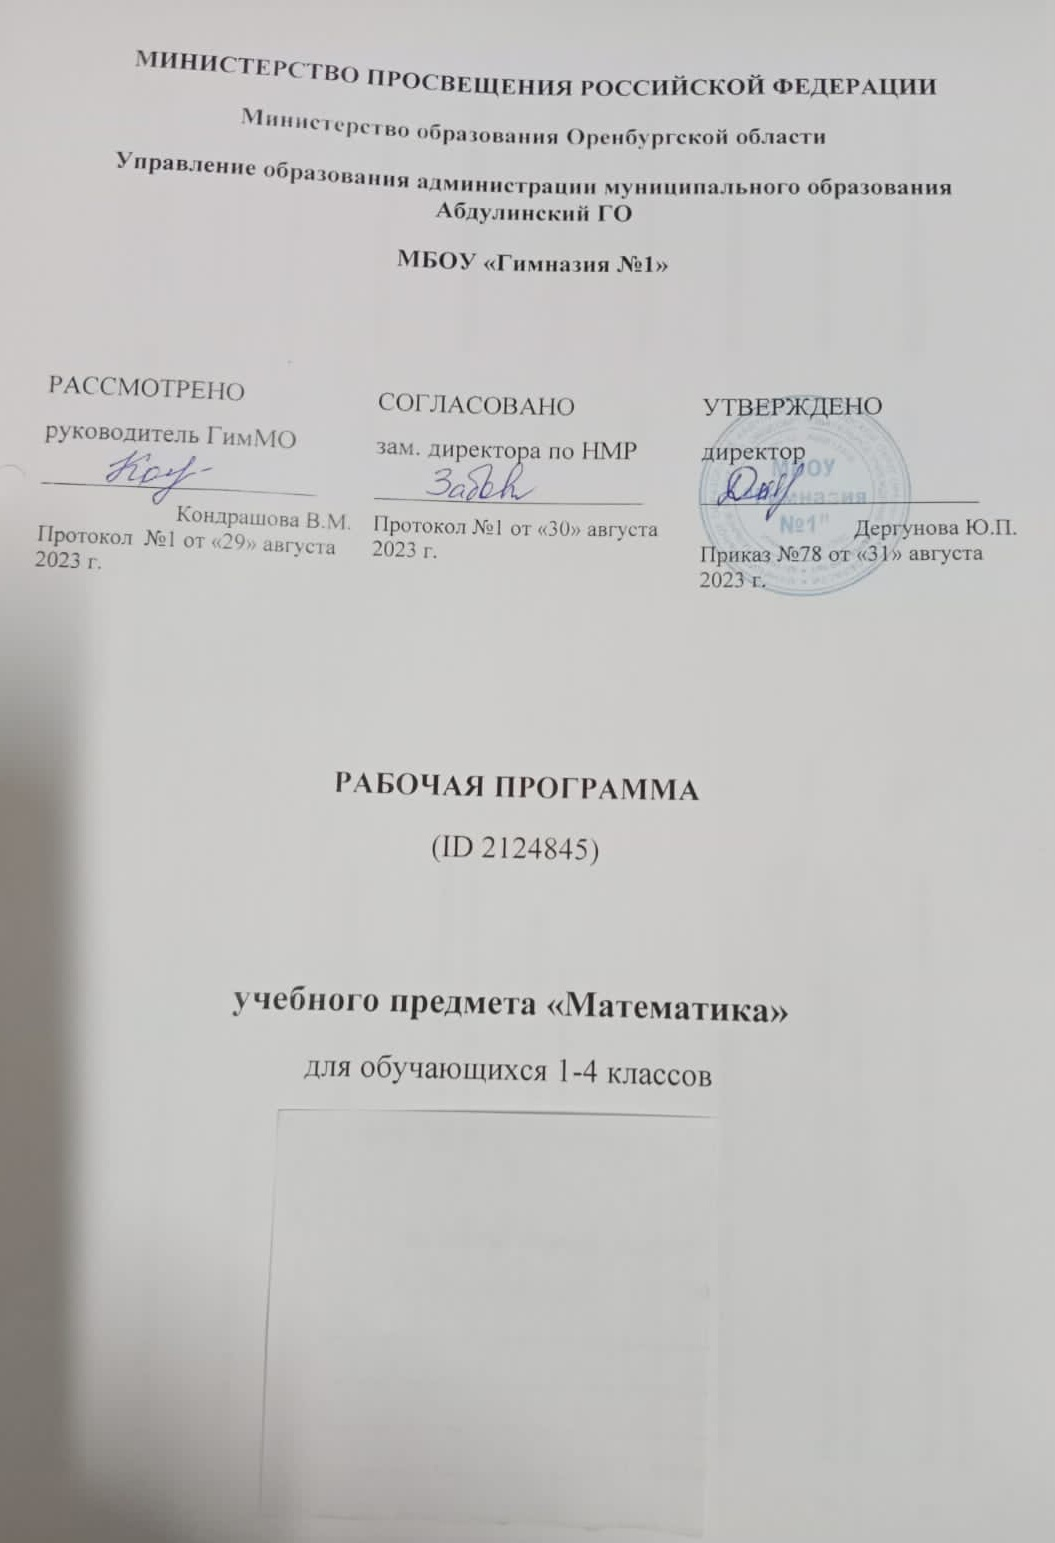 МИНИСТЕРСТВО ПРОСВЕЩЕНИЯ РОССИЙСКОЙ ФЕДЕРАЦИИ
Министерство образования Оренбургской области
Управление образования администрации муниципального образования
Абдулинский ГО
МБОУ «Гимназия №1»
РАССМОТРЕНО
руководитель ГимМО
Кондрашова В.М.
Протокол №1 от «29» августа
2023 г.
СОГЛАСОВАНО
зам. директора по НМР
Протокол №1 от «30» августа
2023 г.
УТВЕРЖДЕНО
директор
МБОУ
Гимназия
№1"
Дергунова Ю.П.
Приказ №78 от «31» августа
2023 г.
РАБОЧАЯ ПРОГРАММА
(ID 2124845)
учебного предмета «Математика»
для обучающихся 1-4 классов